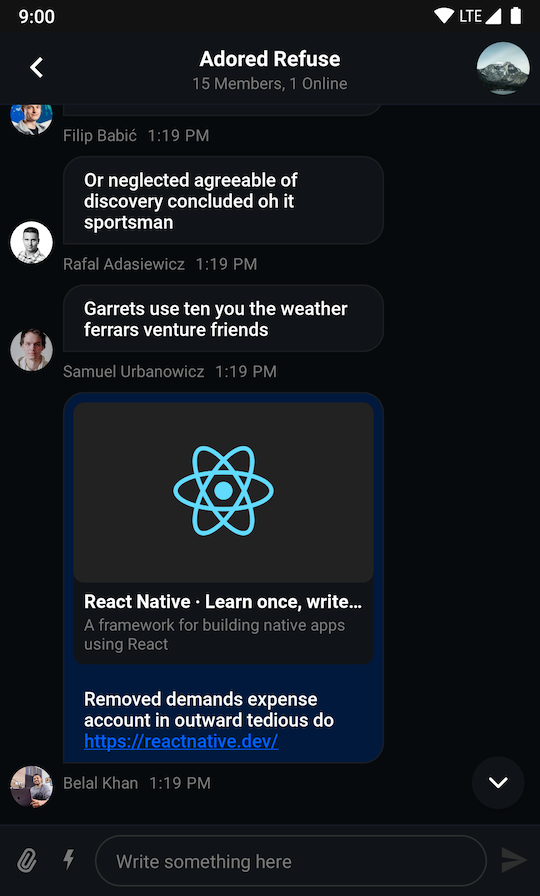 9:00
LTE
Adored Refuse
15 Members, 1 Online
Filip Babić 1:19 PM
Or neglected agreeable of
discovery concluded oh it
sportsman
Rafal Adasiewicz 1:19 PM
Garrets use ten you the weather
ferrars venture friends
Samuel Urbanowicz 1:19 PM
React Native · Learn once, write...
A framework for building native apps
using React
Removed demands expense
account in outward tedious do
https://reactnative.dev/
Belal Khan 1:19 PM
Write something here